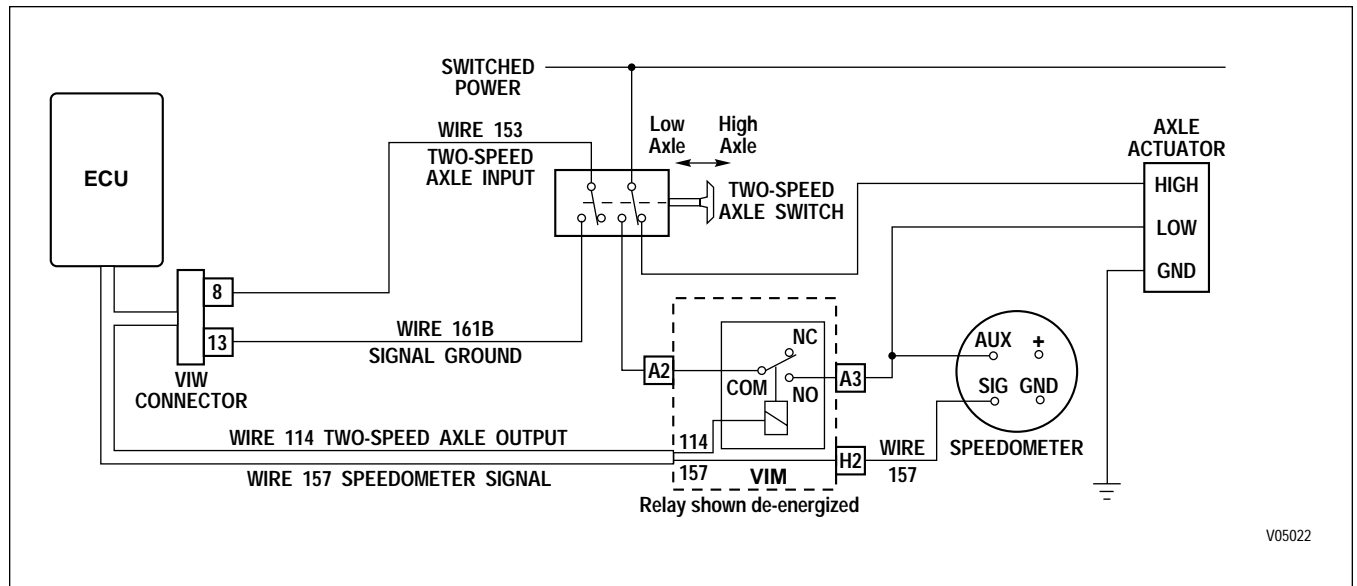 SWITCHED
POWER
ECU
WIRE 153
TWO-SPEED
AXLE INPUT
Low
Axle
High
Axle
TWO-SPEED
AXLE SWITCH
AXLE
ACTUATOR
HIGH
LOW
GND
8
13
VIW
CONNECTOR
WIRE 161B
SIGNAL GROUND
A2
COM
NC
NO
A3
AUX
+
SIG
GND
SPEEDOMETER
WIRE 114 TWO-SPEED AXLE OUTPUT
WIRE 157 SPEEDOMETER SIGNAL
114
157
VIM
H2
WIRE
157
Relay shown de-energized
V05022